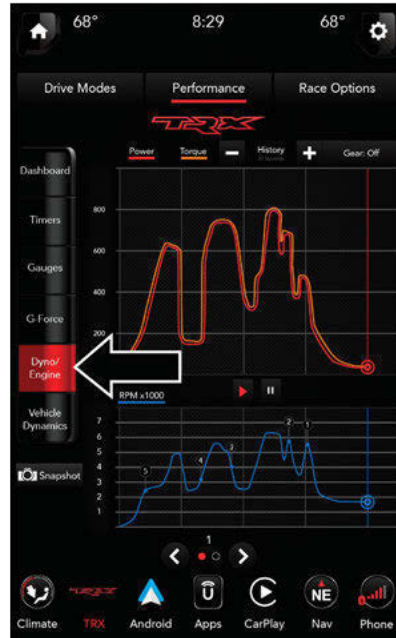 68° 8:29 68°
Drive Modes Performance Race Options
TRX
Power Torque − History + Gear: Off
Dashboard
Timers
Gauges
G-Force
Dyno/
Engine
Vehicle
Dynamics
Snapshot
800
600
400
200
RPM x1000
7
6
5
4
3
2
1
5 4 3 2 1
1
NE
Climate TRX Android Apps CarPlay Nav Phone